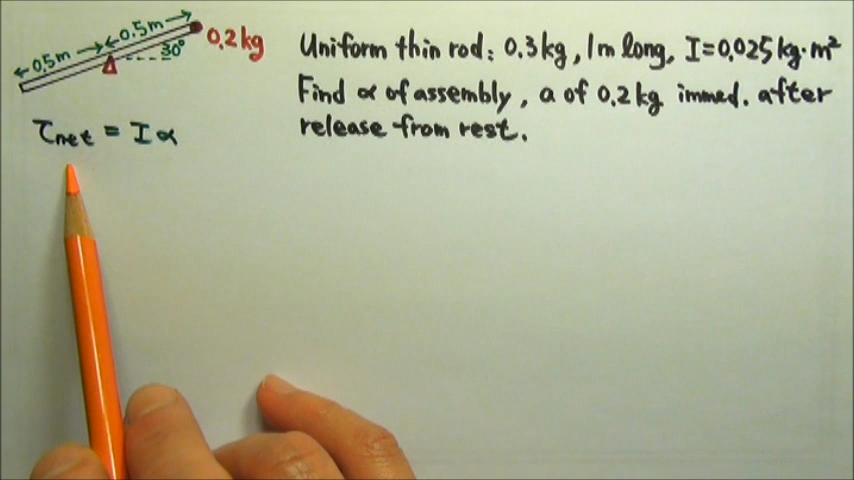 0.5m 0.5m 0.2kg
30°
Uniform thin rod: 0.3kg, 1m long, I=0.025kg·m²
Find α of assembly, a of 0.2kg immed. after
release from rest.
τnet = Iα